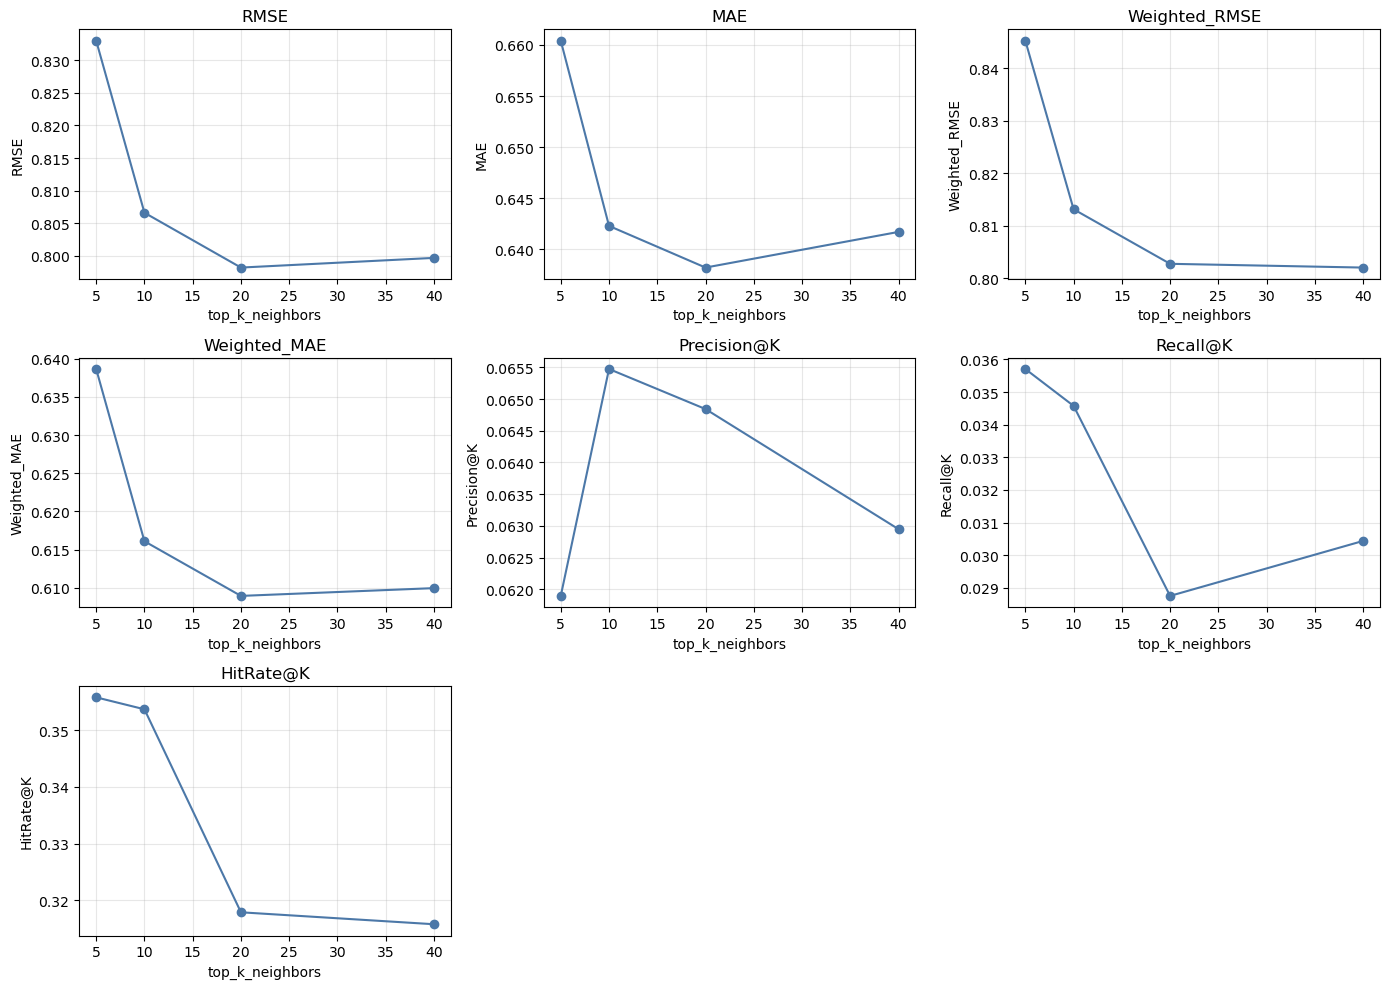 RMSE
0.830
0.825
0.820
0.815
0.810
0.805
0.800
RMSE
5 10 15 20 25 30 35 40
top_k_neighbors
MAE
0.660
0.655
0.650
0.645
0.640
MAE
5 10 15 20 25 30 35 40
top_k_neighbors
Weighted_RMSE
0.84
0.83
0.82
0.81
0.80
Weighted_RMSE
5 10 15 20 25 30 35 40
top_k_neighbors
Weighted_MAE
0.640
0.635
0.630
0.625
0.620
0.615
0.610
Weighted_MAE
5 10 15 20 25 30 35 40
top_k_neighbors
Precision@K
0.0655
0.0650
0.0645
0.0640
0.0635
0.0630
0.0625
0.0620
Precision@K
5 10 15 20 25 30 35 40
top_k_neighbors
Recall@K
0.036
0.035
0.034
0.033
0.032
0.031
0.030
0.029
Recall@K
5 10 15 20 25 30 35 40
top_k_neighbors
HitRate@K
0.35
0.34
0.33
0.32
HitRate@K
5 10 15 20 25 30 35 40
top_k_neighbors